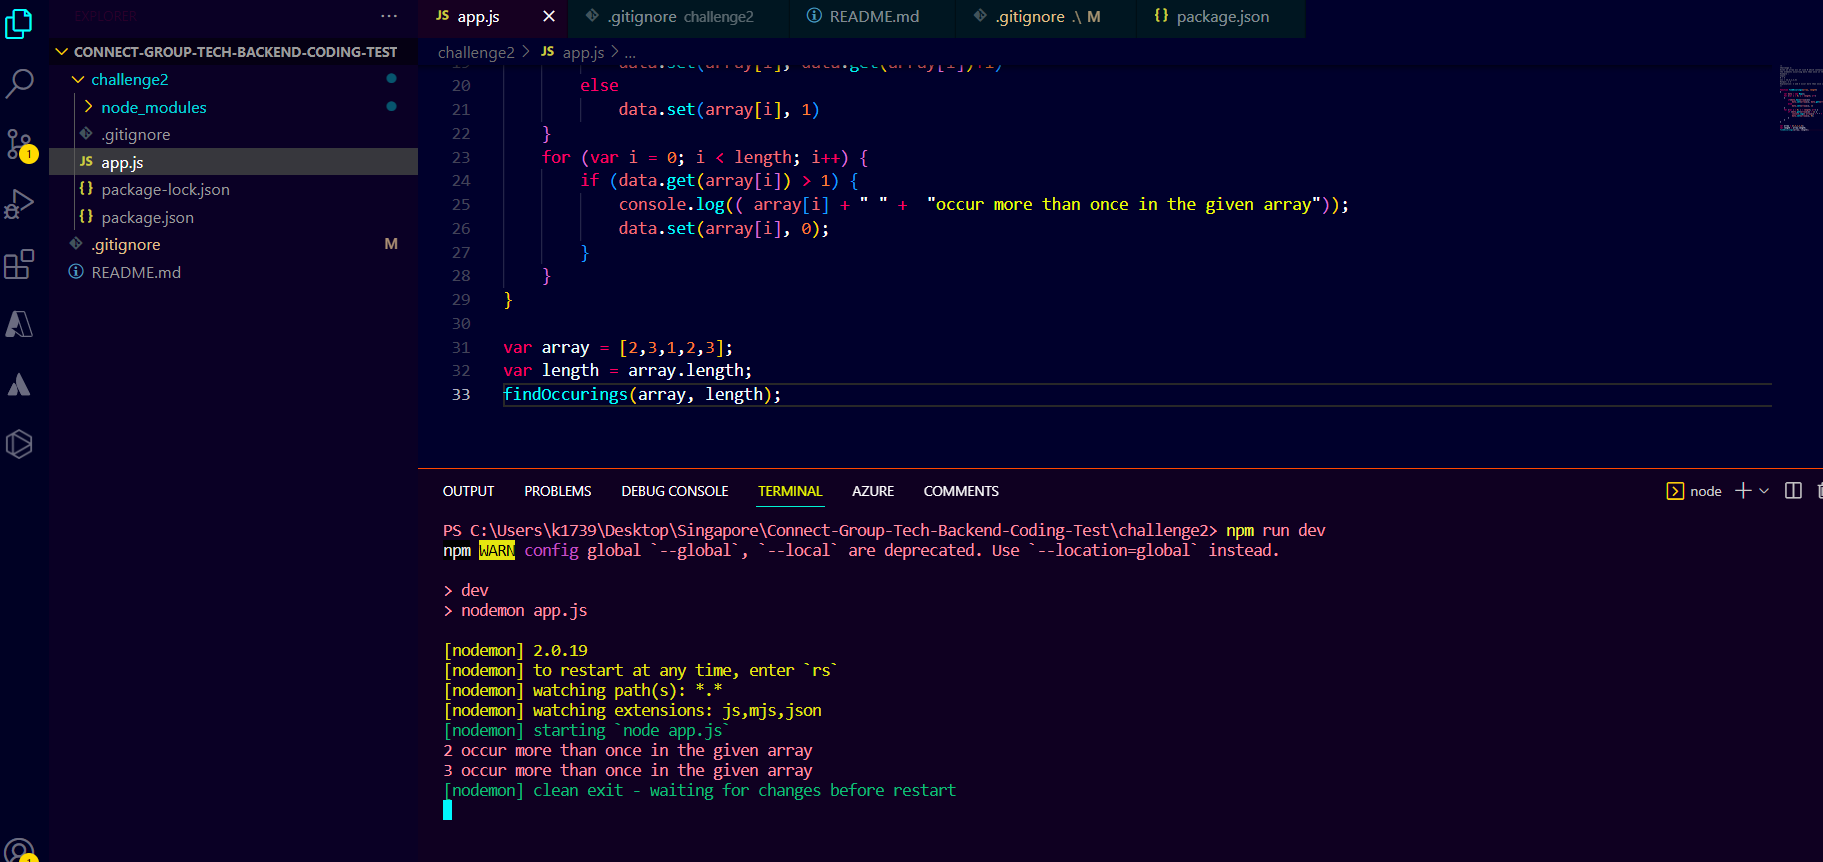 EXPLORER
CONNECT-GROUP-TECH-BACKEND-CODING-TEST
challenge2
node_modules
.gitignore
JS app.js
{} package-lock.json
{} package.json
.gitignore M
README.md
1
1
JS app.js
.gitignore challenge2
README.md
.gitignore .\ M
{} package.json
challenge2 > JS app.js > ...
19 data.set(array[i], data.get(array[i])+1)
20 else
21 data.set(array[i], 1)
22 }
23 for (var i = 0; i < length; i++) {
24 if (data.get(array[i]) > 1) {
25 console.log(( array[i] + " " +  "occur more than once in the given array"));
26 data.set(array[i], 0);
27 }
28 }
29 }
30
31 var array = [2,3,1,2,3];
32 var length = array.length;
33 findOccurings(array, length);
OUTPUT PROBLEMS DEBUG CONSOLE TERMINAL AZURE COMMENTS
node
PS C:\Users\k1739\Desktop\Singapore\Connect-Group-Tech-Backend-Coding-Test\challenge2> npm run dev
npm WARN config global `--global`, `--local` are deprecated. Use `--location=global` instead.
> dev
> nodemon app.js
[nodemon] 2.0.19
[nodemon] to restart at any time, enter `rs`
[nodemon] watching path(s): *.*
[nodemon] watching extensions: js,mjs,json
[nodemon] starting `node app.js`
2 occur more than once in the given array
3 occur more than once in the given array
[nodemon] clean exit - waiting for changes before restart